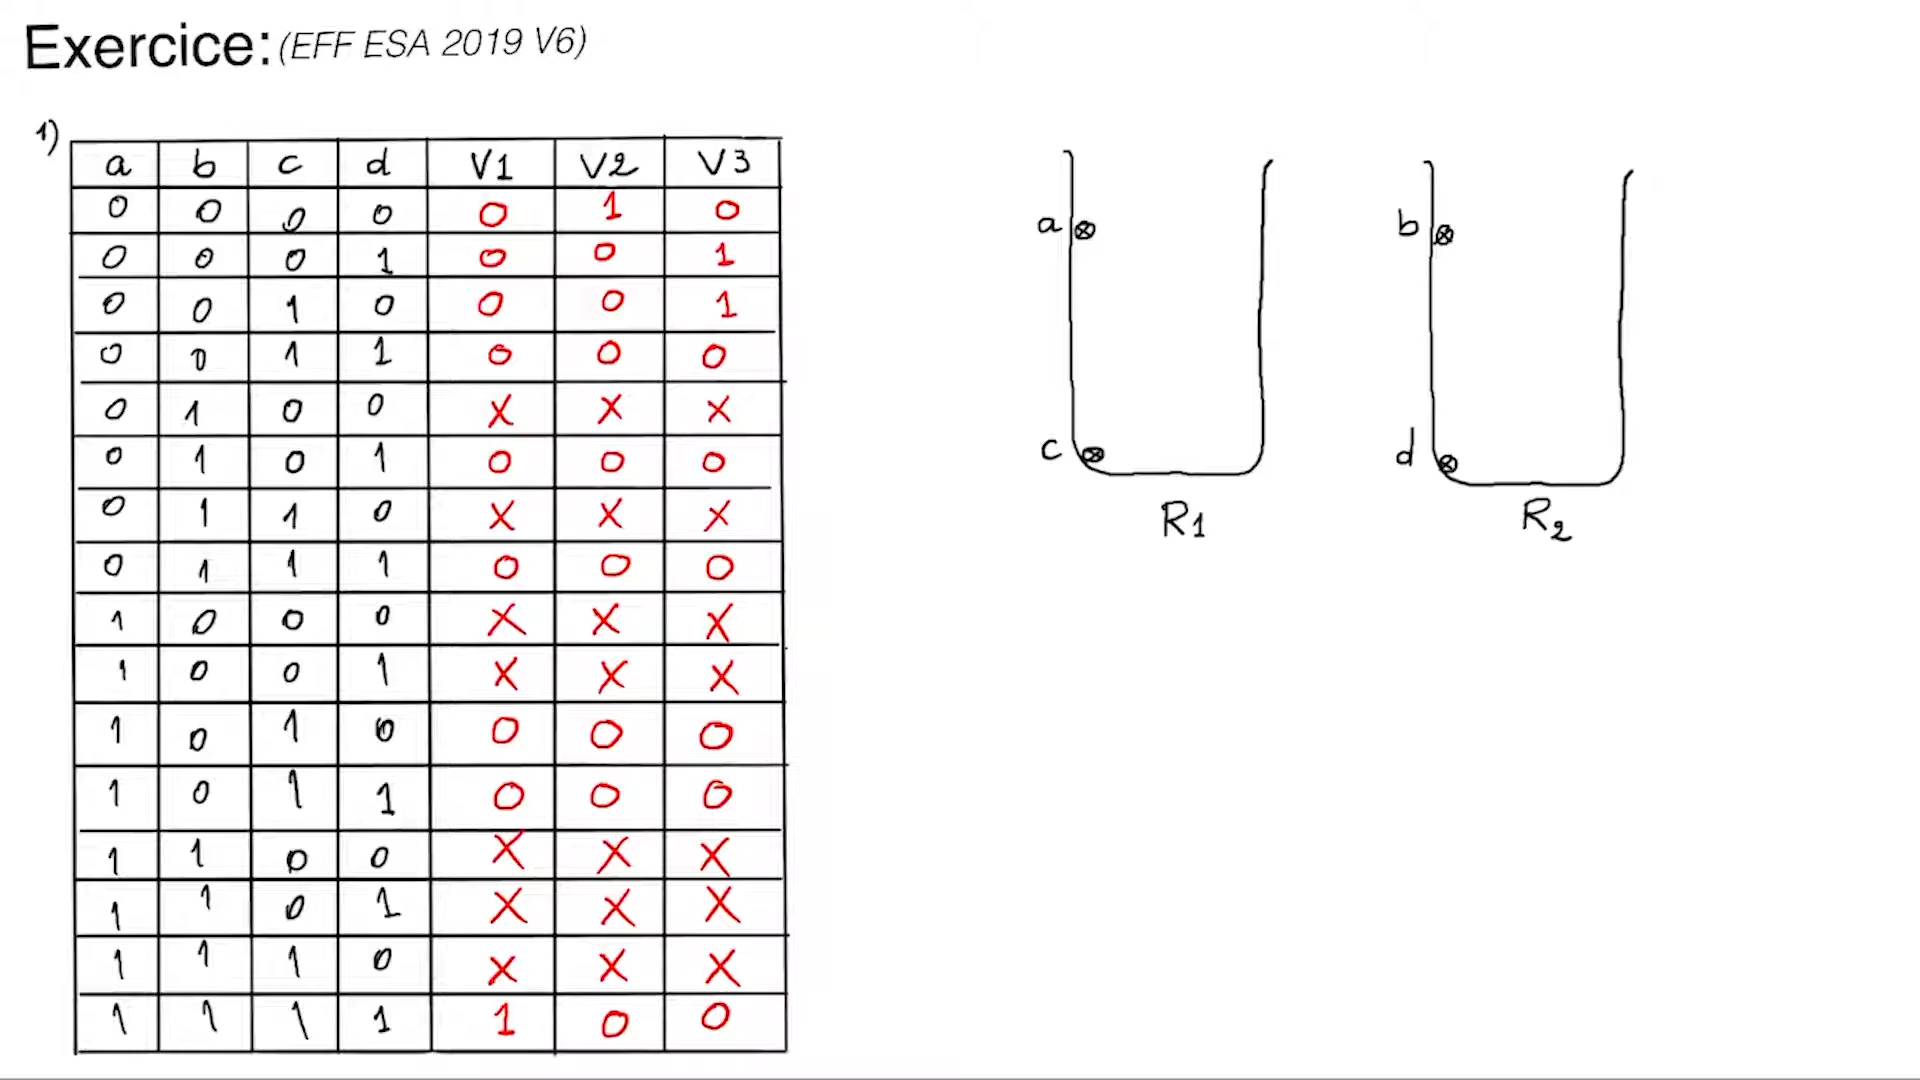 Exercice: (EFF ESA 2019 V6)
1)
a b c d V1 V2 V3
0 0 0 0 0 1 0
0 0 0 1 0 0 1
0 0 1 0 0 0 1
0 0 1 1 0 0 0
0 1 0 0 X X X
0 1 0 1 0 0 0
0 1 1 0 X X X
0 1 1 1 0 0 0
1 0 0 0 X X X
1 0 0 1 X X X
1 0 1 0 0 0 0
1 0 1 1 0 0 0
1 1 0 0 X X X
1 1 0 1 X X X
1 1 1 0 X X X
1 1 1 1 1 0 0
a
c
R1
b
d
R2